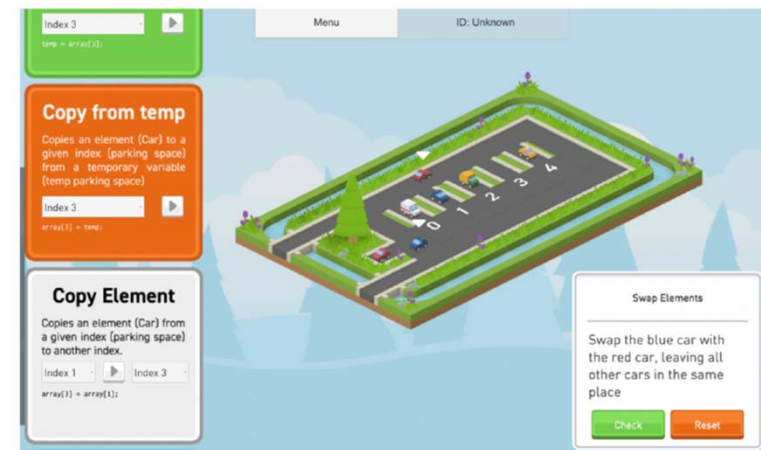 Menu
ID: Unknown
Index 3
temp = array[3];
Copy from temp
Copies an element (Car) to a
given index (parking space)
from a temporary variable
(temp parking space)
Index 3
array[3] = temp;
Copy Element
Copies an element (Car) from
a given index (parking space)
to another index.
Index 1
Index 3
array[3] = array[1];
0
1
2
3
4
Swap Elements
Swap the blue car with
the red car, leaving all
other cars in the same
place
Check
Reset